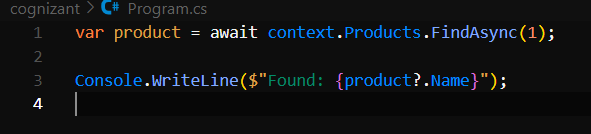 cognizant > C# Program.cs
1 var product = await context.Products.FindAsync(1);
2
3 Console.WriteLine($"Found: {product?.Name}");
4